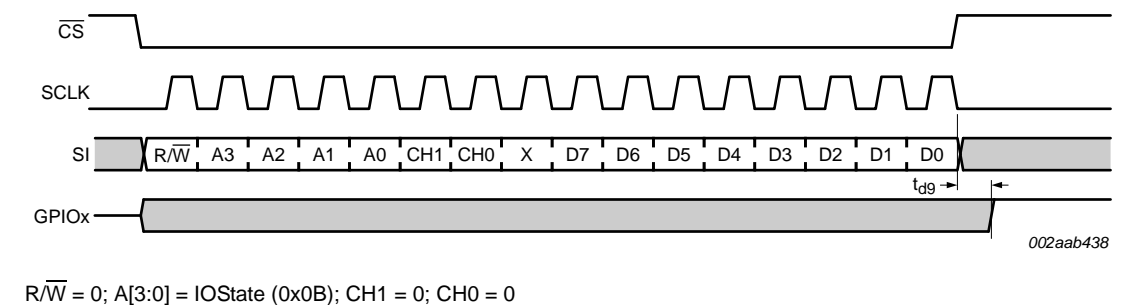 C̅S̅
SCLK
SI R/W̅ A3 A2 A1 A0 CH1 CH0 X D7 D6 D5 D4 D3 D2 D1 D0
td9
GPIOx
002aab438
R/W̅ = 0; A[3:0] = IOState (0x0B); CH1 = 0; CH0 = 0